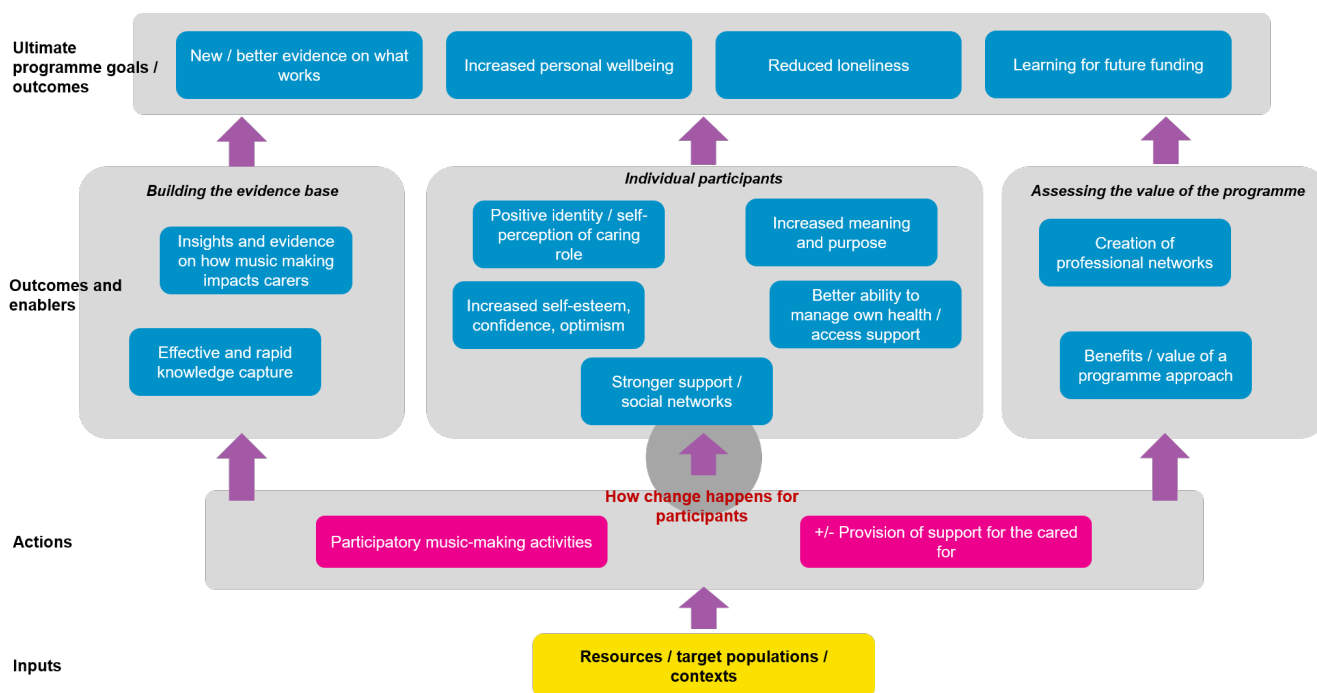 Ultimate
programme goals /
outcomes
New / better evidence on what
works
Increased personal wellbeing
Reduced loneliness
Learning for future funding
Outcomes and
enablers
Building the evidence base
Insights and evidence
on how music making
impacts carers
Effective and rapid
knowledge capture
Individual participants
Positive identity / self-
perception of caring
role
Increased meaning
and purpose
Increased self-esteem,
confidence, optimism
Better ability to
manage own health /
access support
Stronger support /
social networks
Assessing the value of the programme
Creation of
professional networks
Benefits / value of a
programme approach
How change happens for
participants
Actions
Participatory music-making activities
+/- Provision of support for the cared
for
Inputs
Resources / target populations /
contexts